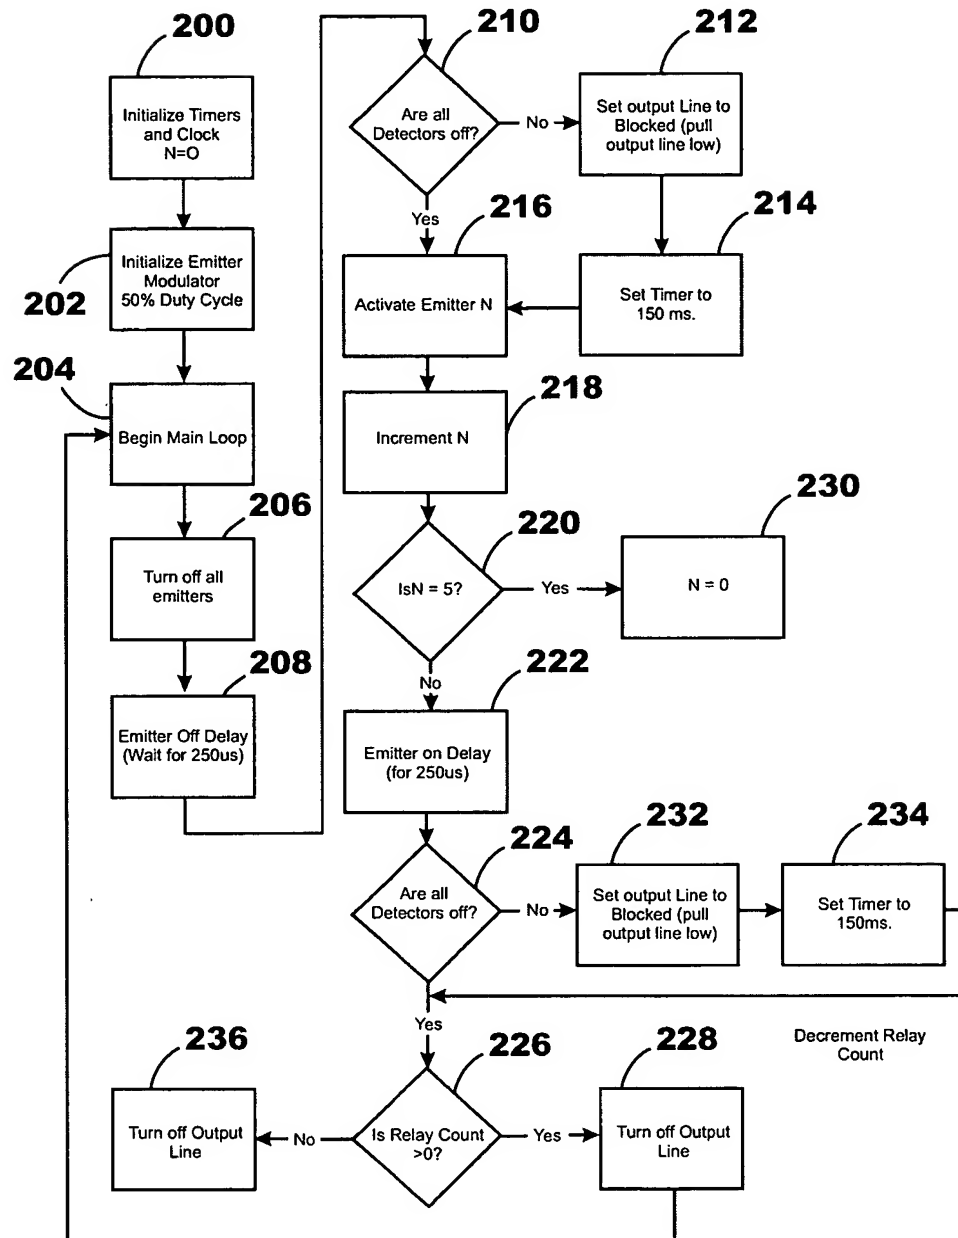 200
Initialize Timers
and Clock
N=O
202
Initialize Emitter
Modulator
50% Duty Cycle
204
Begin Main Loop
206
Turn off all
emitters
208
Emitter Off Delay
(Wait for 250us)
210
Are all
Detectors off?
No
Yes
212
Set output Line to
Blocked (pull
output line low)
214
Set Timer to
150 ms.
216
Activate Emitter N
218
Increment N
220
IsN = 5?
Yes
No
230
N = 0
222
Emitter on Delay
(for 250us)
224
Are all
Detectors off?
No
Yes
232
Set output Line to
Blocked (pull
output line low)
234
Set Timer to
150ms.
Decrement Relay
Count
226
Is Relay Count
>0?
No
Yes
236
Turn off Output
Line
228
Turn off Output
Line